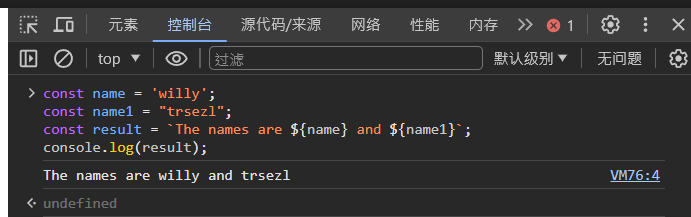 元素 控制台 源代码/来源 网络 性能 内存 1
top 过滤 默认级别 无问题
const name = 'willy';
const name1 = "trsezl";
const result = `The names are ${name} and ${name1}`;
console.log(result);
The names are willy and trsezl VM76:4
undefined